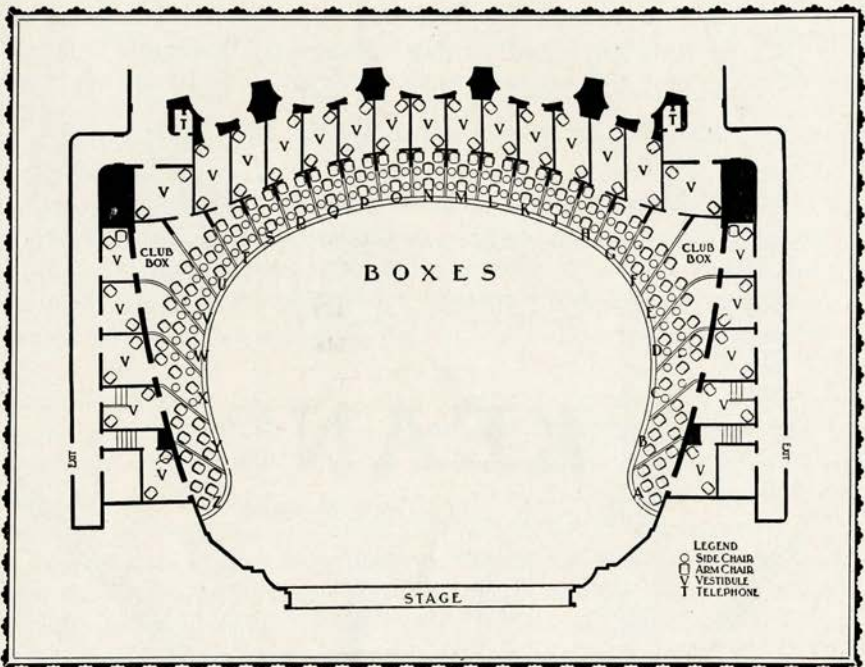 T T
V V V V V V V V V V V V V V V
CLUB
BOX
CLUB
BOX
Z Y X W V U T S R Q P O N M L K J H G F E D C B A
BOXES
V V
V V
V V
V V
V V
EXIT EXIT
STAGE
LEGEND
SIDE CHAIR
ARM CHAIR
V VESTIBULE
T TELEPHONE